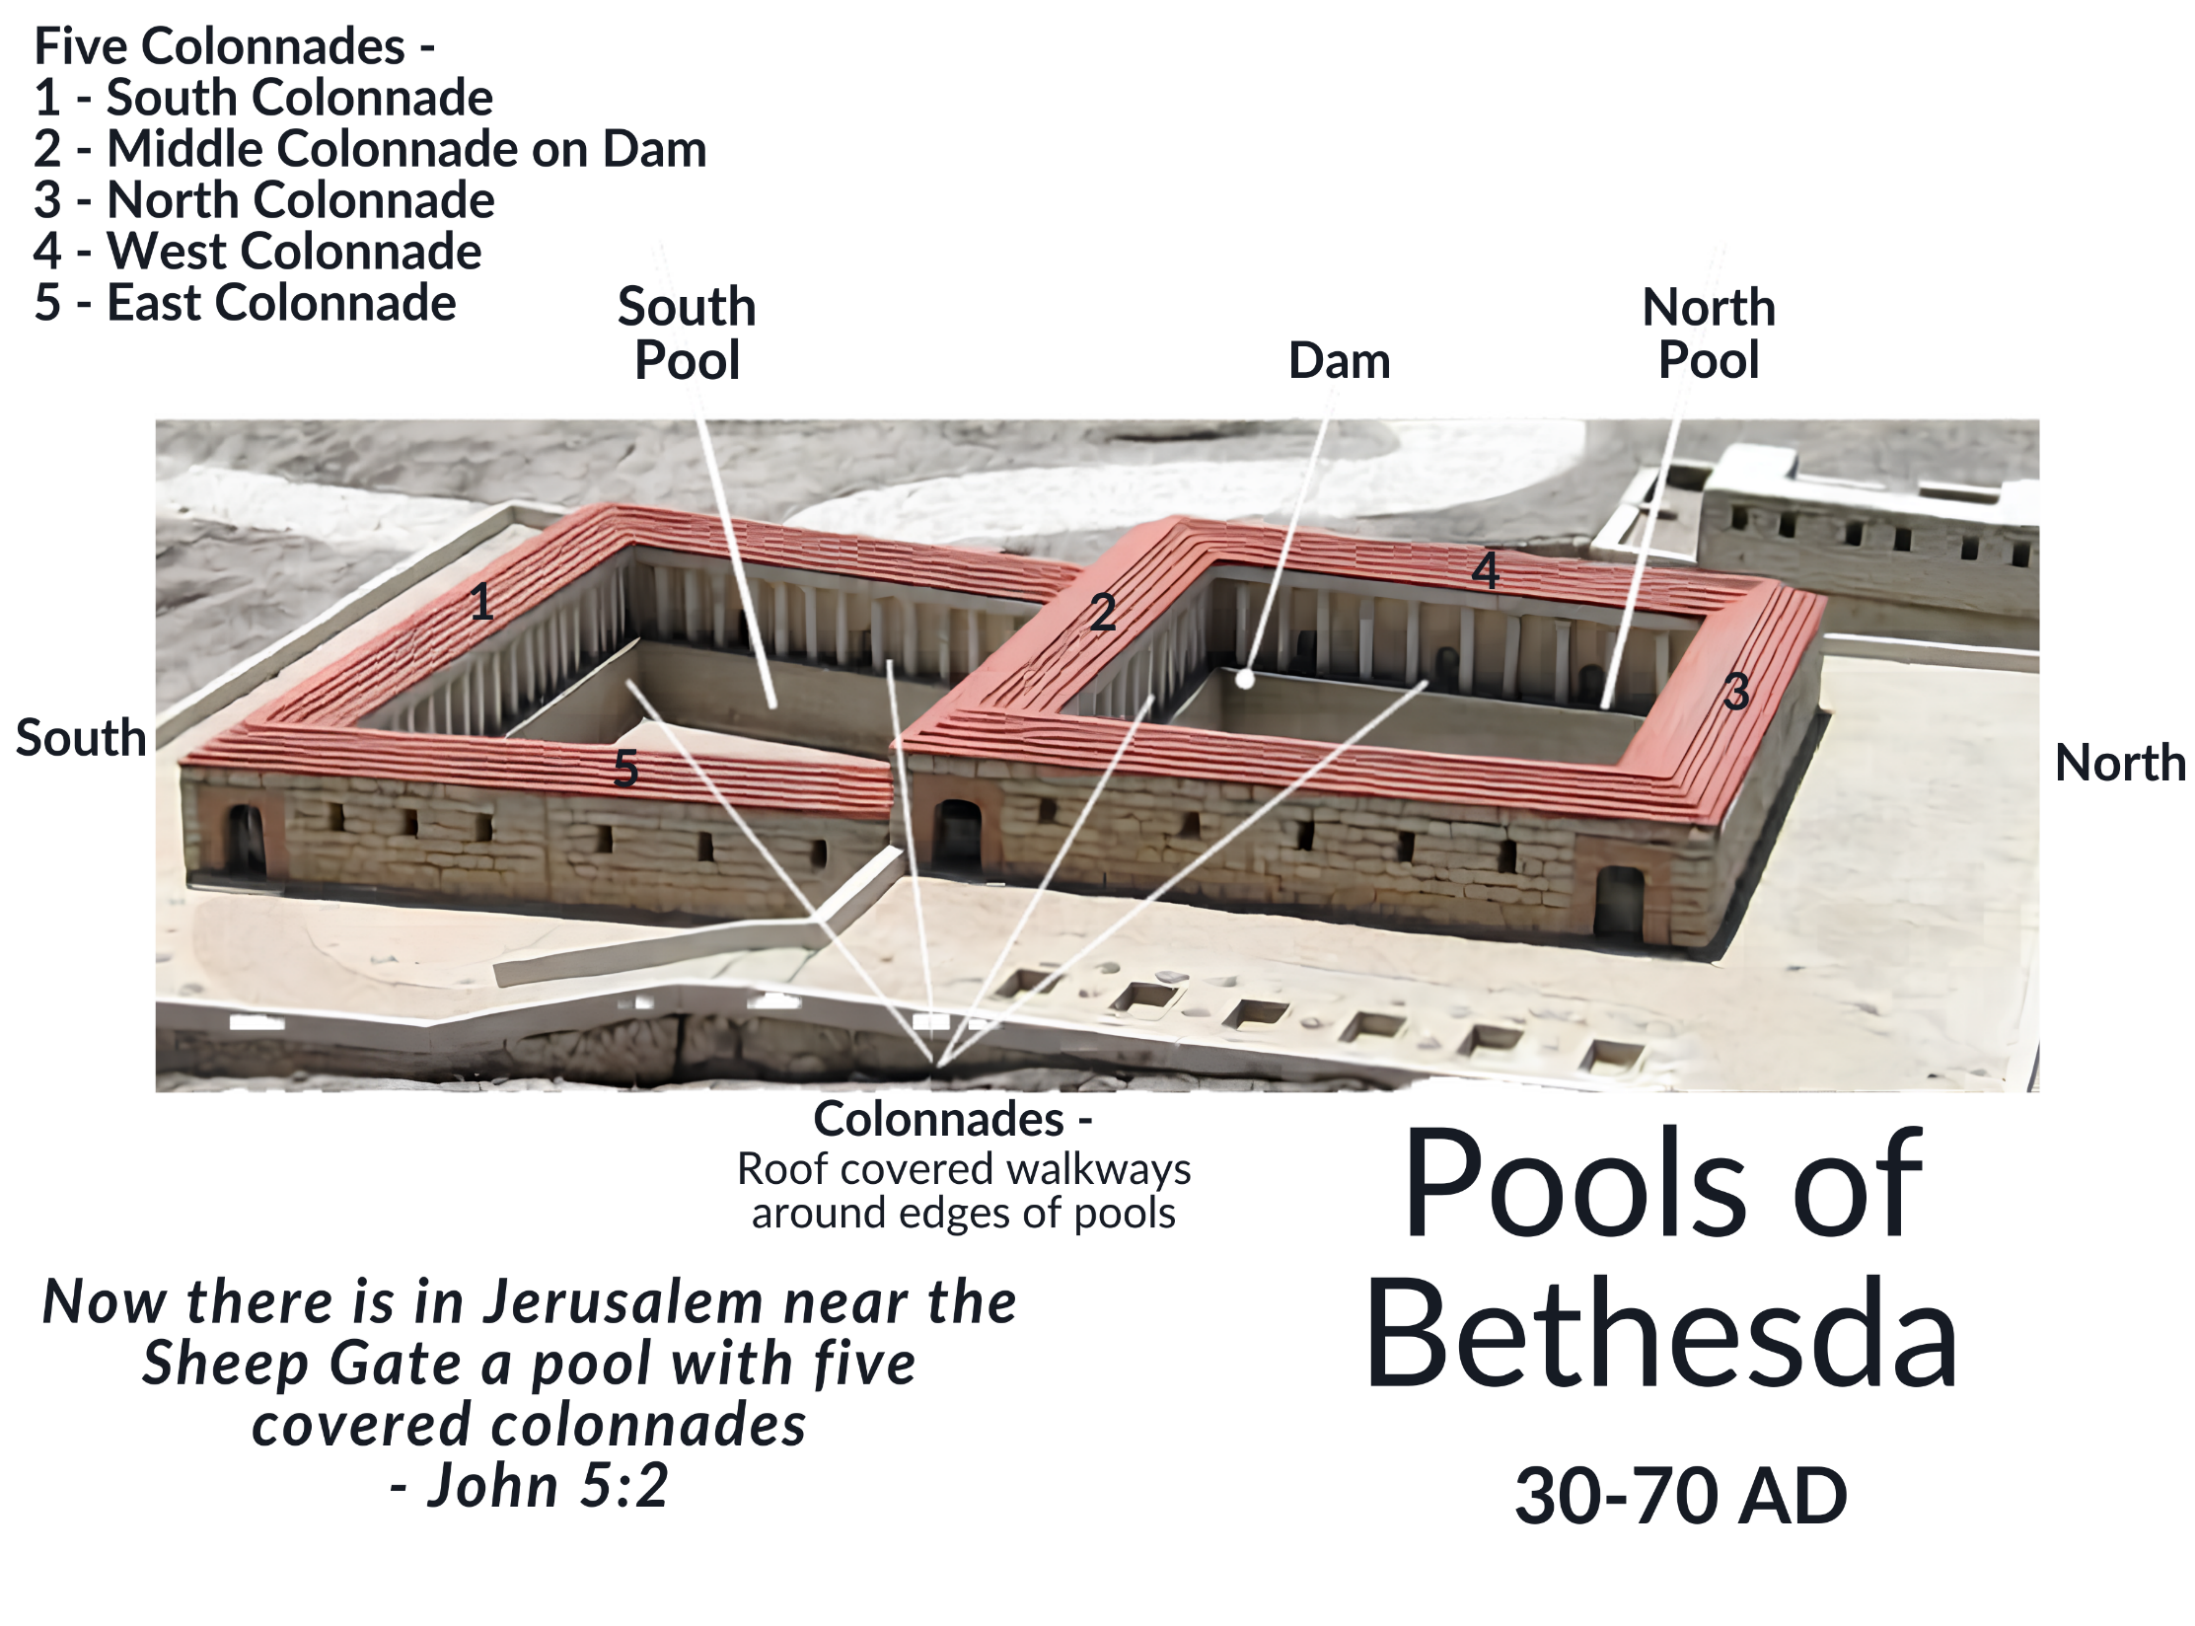 Five Colonnades -
1 - South Colonnade
2 - Middle Colonnade on Dam
3 - North Colonnade
4 - West Colonnade
5 - East Colonnade
South
Pool
Dam
North
Pool
1
2
4
3
5
South
North
Colonnades -
Roof covered walkways
around edges of pools
Pools of
Bethesda
30-70 AD
Now there is in Jerusalem near the
Sheep Gate a pool with five
covered colonnades
- John 5:2